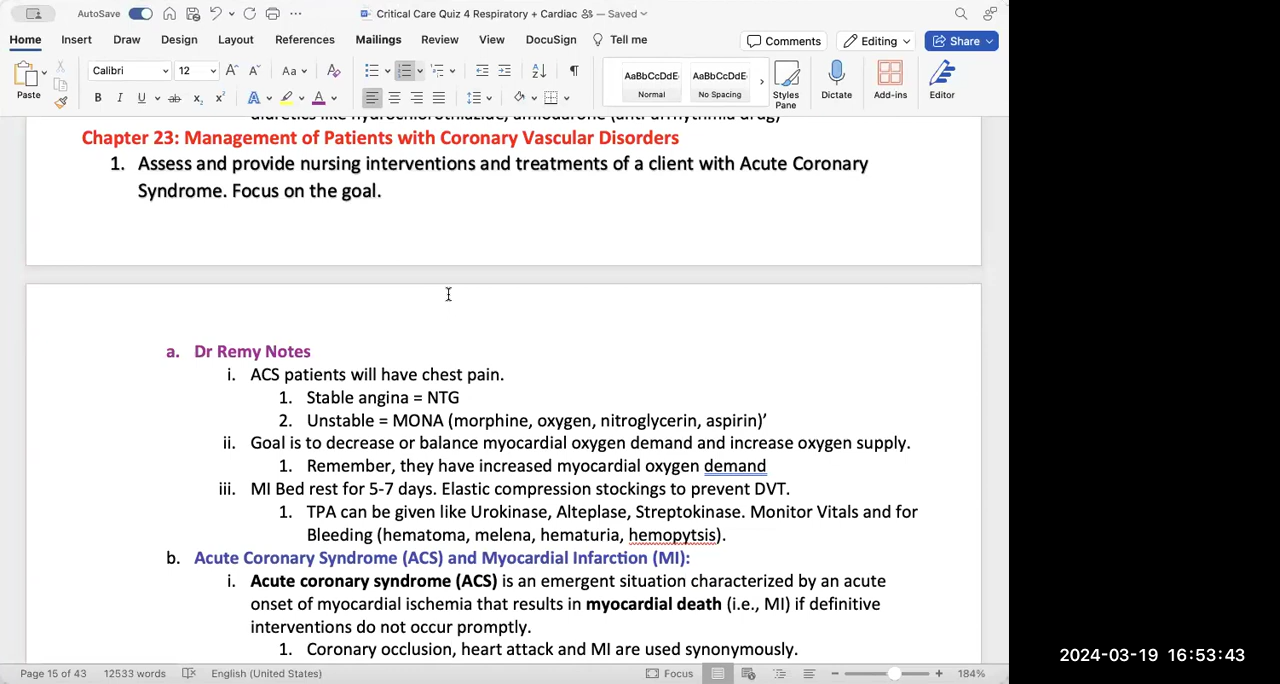 AutoSave
Critical Care Quiz 4 Respiratory + Cardiac — Saved
Home Insert Draw Design Layout References Mailings Review View DocuSign Tell me
Comments Editing Share
Paste
Calibri 12
AaBbCcDdE AaBbCcDdE
Normal No Spacing
Styles Pane
Dictate Add-ins Editor
diuretics like hydrochlorothiazide, amiodarone (anti-arrhythmia drug)
Chapter 23: Management of Patients with Coronary Vascular Disorders
1. Assess and provide nursing interventions and treatments of a client with Acute Coronary
Syndrome. Focus on the goal.
a. Dr Remy Notes
i. ACS patients will have chest pain.
1. Stable angina = NTG
2. Unstable = MONA (morphine, oxygen, nitroglycerin, aspirin)’
ii. Goal is to decrease or balance myocardial oxygen demand and increase oxygen supply.
1. Remember, they have increased myocardial oxygen demand
iii. MI Bed rest for 5-7 days. Elastic compression stockings to prevent DVT.
1. TPA can be given like Urokinase, Alteplase, Streptokinase. Monitor Vitals and for
Bleeding (hematoma, melena, hematuria, hemopytsis).
b. Acute Coronary Syndrome (ACS) and Myocardial Infarction (MI):
i. Acute coronary syndrome (ACS) is an emergent situation characterized by an acute
onset of myocardial ischemia that results in myocardial death (i.e., MI) if definitive
interventions do not occur promptly.
1. Coronary occlusion, heart attack and MI are used synonymously.
Page 15 of 43 12533 words English (United States) Focus 184%
2024-03-19 16:53:43